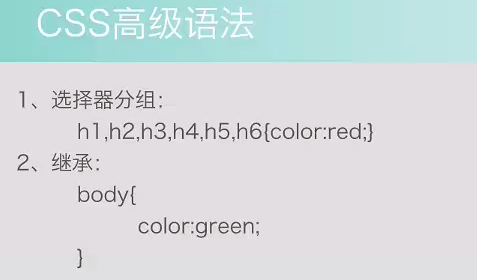 CSS高级语法
1、选择器分组：
h1,h2,h3,h4,h5,h6{color:red;}
2、继承：
body{
color:green;
}